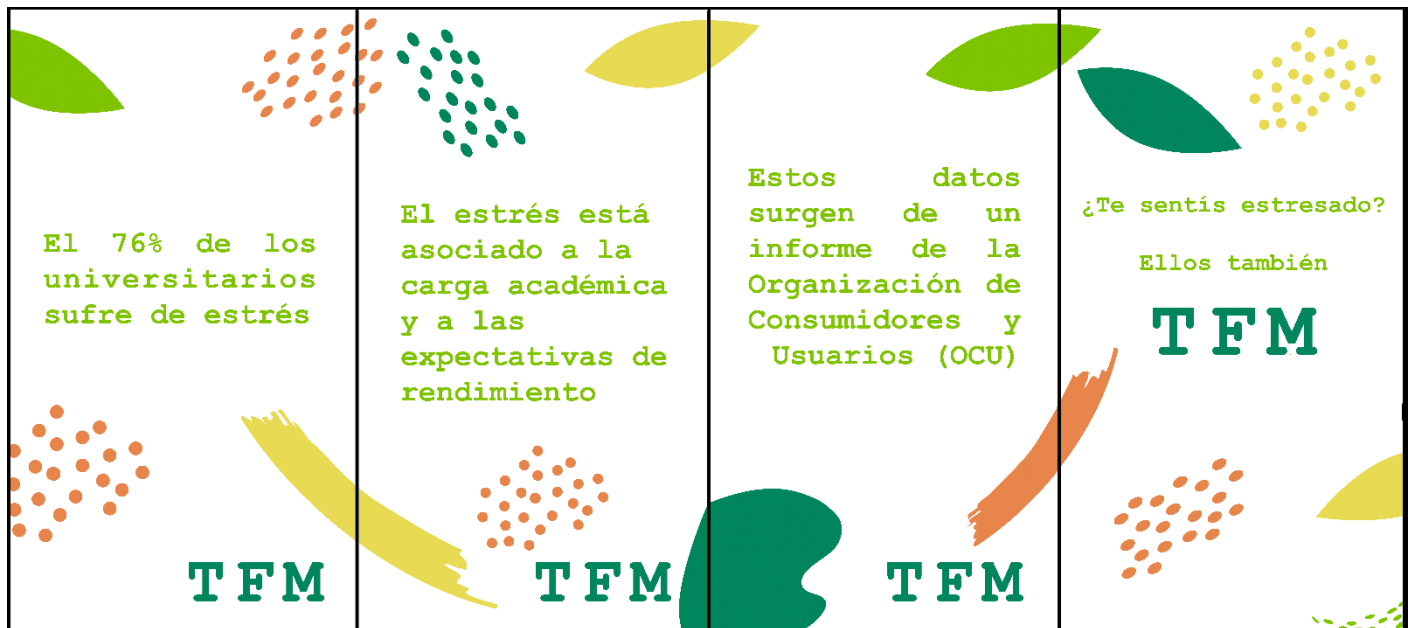 El 76% de los
universitarios
sufre de estrés
TFM
El estrés está
asociado a la
carga académica
y a las
expectativas de
rendimiento
TFM
Estos datos
surgen de un
informe de la
Organización de
Consumidores y
Usuarios (OCU)
TFM
¿Te sentís estresado?
Ellos también
TFM